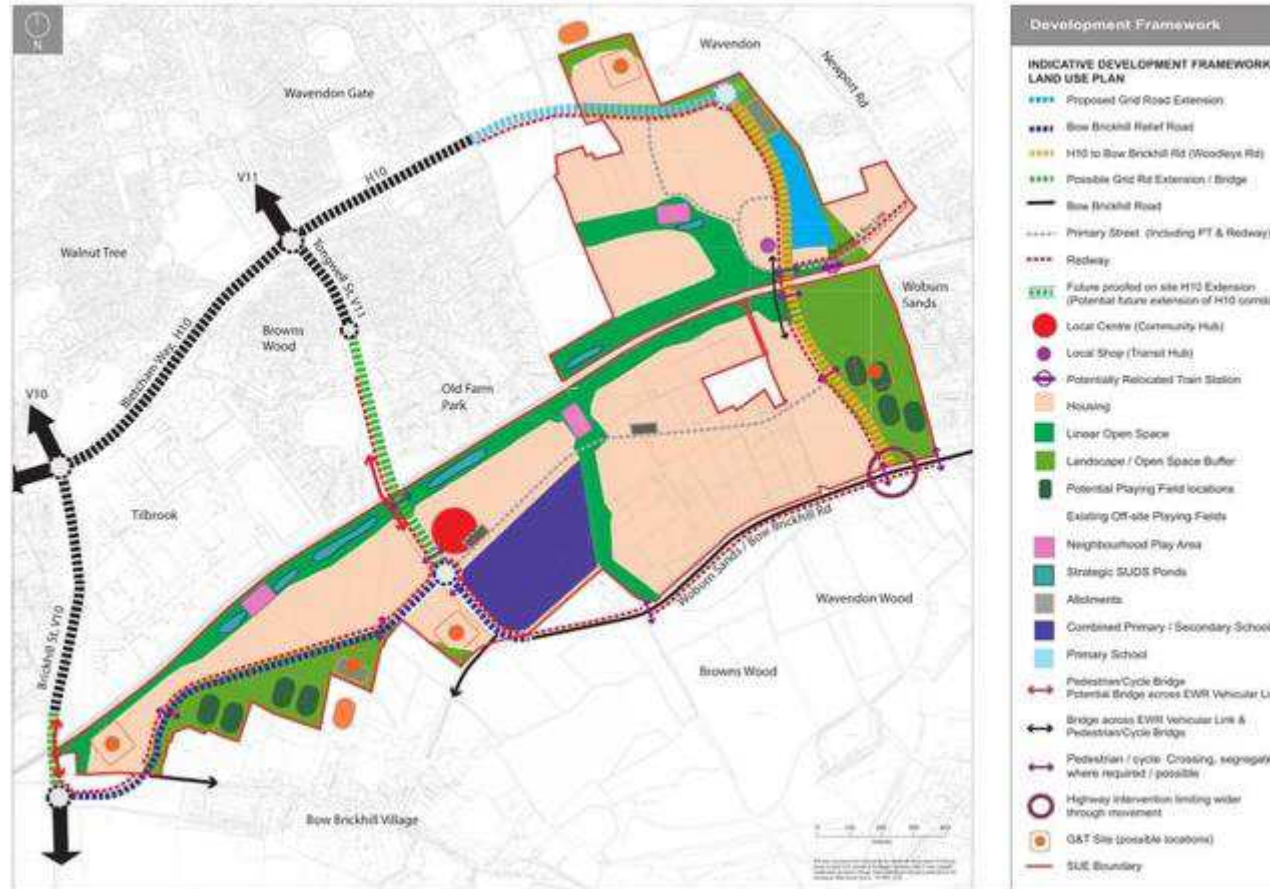 N
Wavendon
Newport Rd
Wavendon Gate
V11
H10
Walnut Tree
Tongwell St V11
Browns
Wood
Bletcham Way, H10
Woburn
Sands
Old Farm
Park
V10
Tilbrook
Woburn Sands / Bow Brickhill Rd
Wavendon Wood
Brickhill St, V10
Browns Wood
Bow Brickhill Village
Development Framework
INDICATIVE DEVELOPMENT FRAMEWORK
LAND USE PLAN
Proposed Grid Road Extension
Bow Brickhill Relief Road
H10 to Bow Brickhill Rd (Woodleys Rd)
Possible Grid Rd Extension / Bridge
Bow Brickhill Road
Primary Street (Including PT & Redway)
Redway
Future proofed on site H10 Extension
(Potential future extension of H10
Local Centre (Community Hub)
Local Shop (Transit Hub)
Potentially Relocated Train Station
Housing
Linear Open Space
Landscape / Open Space Buffer
Potential Playing Field locations
Existing Off-site Playing Fields
Neighbourhood Play Area
Strategic SUDS Ponds
Allotments
Combined Primary / Secondary School
Primary School
Pedestrian/Cycle Bridge
Potential Bridge across EWR Vehicular
Bridge across EWR Vehicular Link &
Pedestrian/Cycle Bridge
Pedestrian / cycle Crossing, segregate
where required / possible
Highway intervention limiting wider
through movement
G&T Site (possible locations)
SUE Boundary